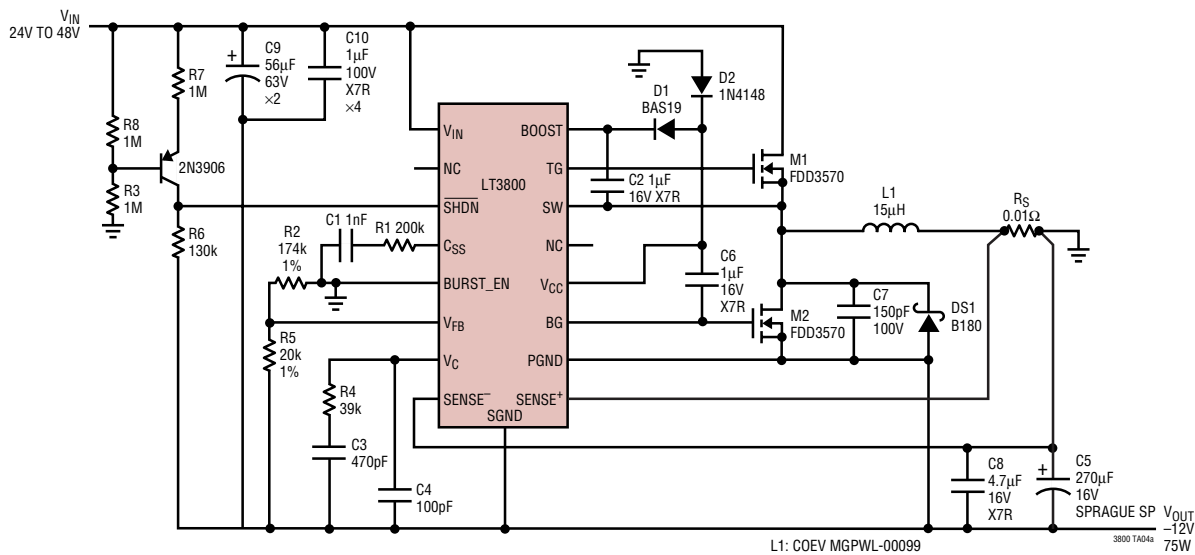 VIN
24V TO 48V
R8
1M
R3
1M
R7
1M
2N3906
R6
130k
+
C9
56µF
63V
×2
C10
1µF
100V
X7R
×4
C1 1nF
R1 200k
R2
174k
1%
R5
20k
1%
R4
39k
C3
470pF
C4
100pF
LT3800
VIN
NC
SHDN
CSS
BURST_EN
VFB
VC
SENSE–
SGND
BOOST
TG
SW
NC
VCC
BG
PGND
SENSE+
D1
BAS19
D2
1N4148
C2 1µF
16V X7R
C6
1µF
16V
X7R
M1
FDD3570
M2
FDD3570
L1
15µH
RS
0.01Ω
C7
150pF
100V
DS1
B180
C8
4.7µF
16V
X7R
+
C5
270µF
16V
SPRAGUE SP
VOUT
–12V
75W
3800 TA04a
L1: COEV MGPWL-00099